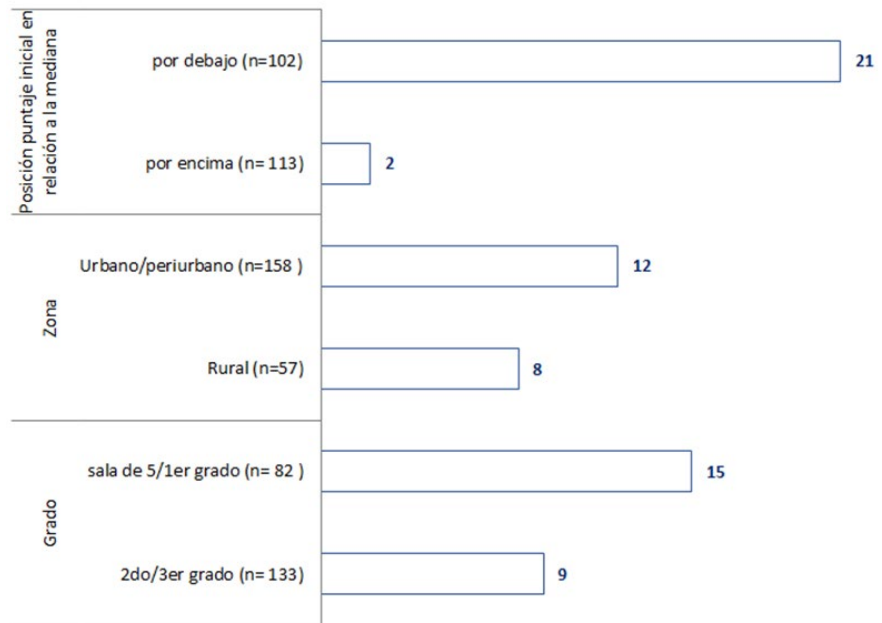 Posición puntaje inicial en
relación a la mediana
por debajo (n=102)
21
por encima (n= 113)
2
Zona
Urbano/periurbano (n=158 )
12
Rural (n=57)
8
Grado
sala de 5/1er grado (n= 82 )
15
2do/3er grado (n= 133)
9